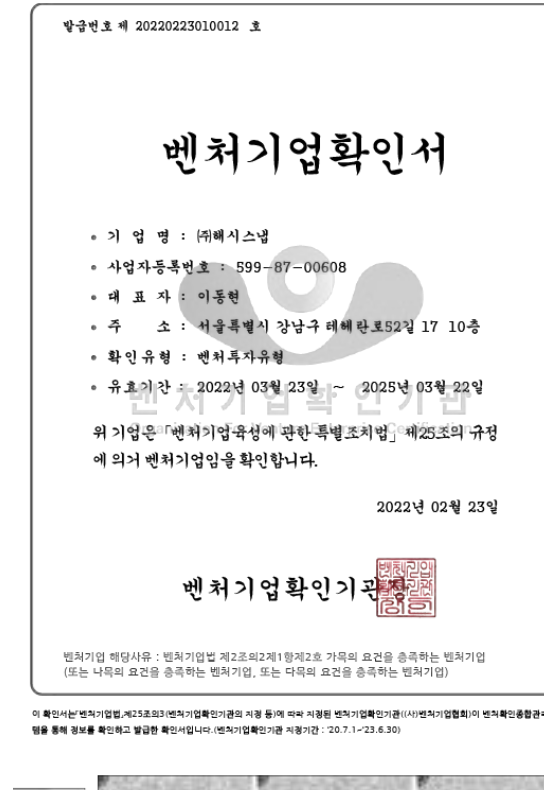 발급번호 제 20220223010012 호
벤처기업확인서
• 기 업 명 : ㈜해시스냅
• 사업자등록번호 : 599-87-00608
• 대 표 자 : 이동현
• 주 소 : 서울특별시 강남구 테헤란로52길 17 10층
• 확인유형 : 벤처투자유형
• 유효기간 : 2022년 03월 23일 ~ 2025년 03월 22일
벤처기업확인기관
위 기업은 「벤처기업육성에 관한 특별조치법」 제25조의 규정
에 의거 벤처기업임을 확인합니다.
2022년 02월 23일
벤처기업확인기관장
벤처기업 해당사유 : 벤처기업법 제2조의2제1항제2호 가목의 요건을 충족하는 벤처기업
(또는 나목의 요건을 충족하는 벤처기업, 또는 다목의 요건을 충족하는 벤처기업)
이 확인서는「벤처기업법」제25조의3(벤처기업확인기관의 지정 등)에 따라 지정된 벤처기업확인기관((사)벤처기업협회)이 벤처확인종합관
템을 통해 정보를 확인하고 발급한 확인서입니다.(벤처기업확인기관 지정기간 : '20.7.1~'23.6.30)